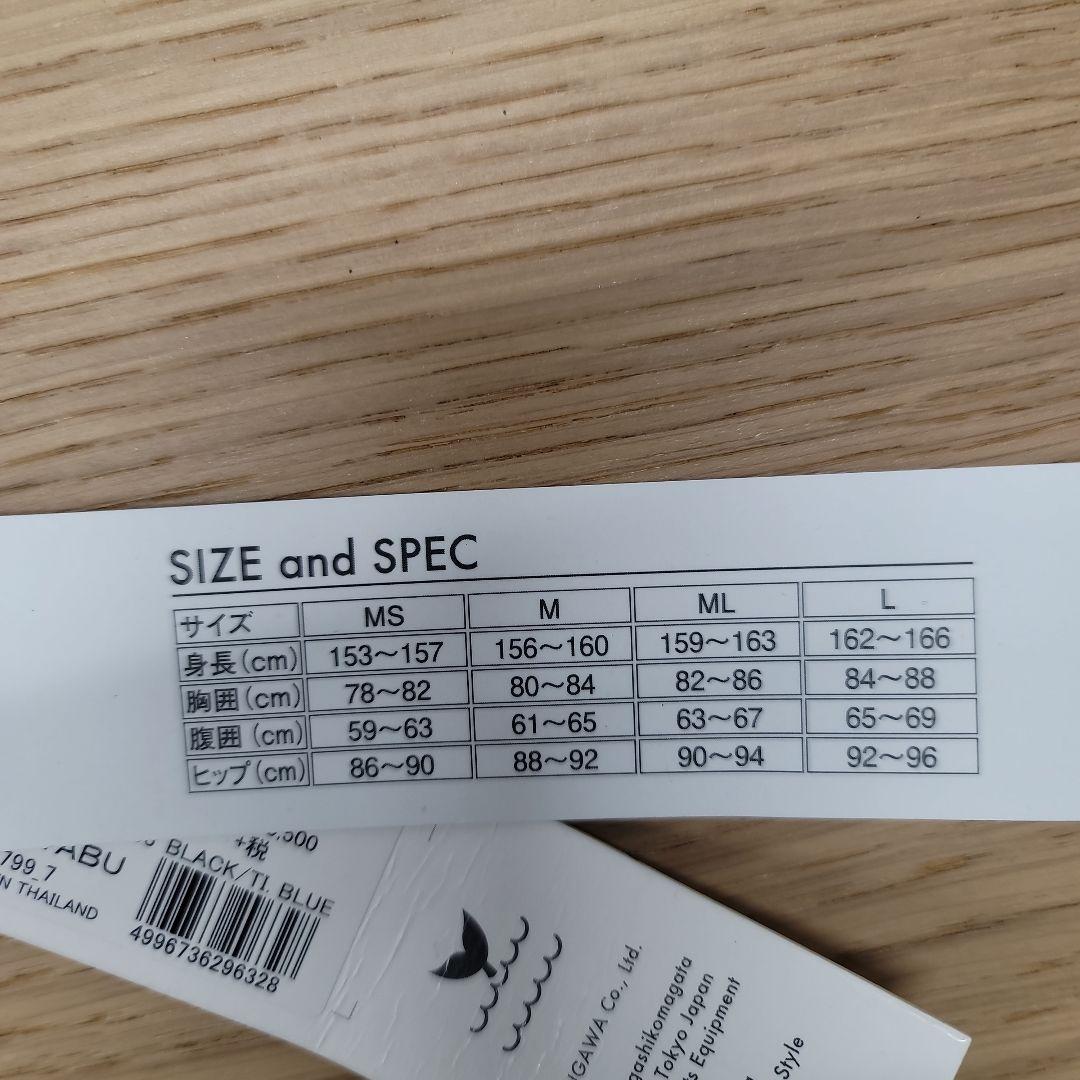 SIZE and SPEC
サイズ MS M ML L
身長(cm) 153～157 156～160 159～163 162～166
胸囲(cm) 78～82 80～84 82～86 84～88
腹囲(cm) 59～63 61～65 63～67 65～69
ヒップ(cm) 86～90 88～92 90～94 92～96
+税
BLACK/TI. BLUE
799_7
THAILAND
4996736296328
Co., Ltd.
Tokyo Japan
Equipment
Style